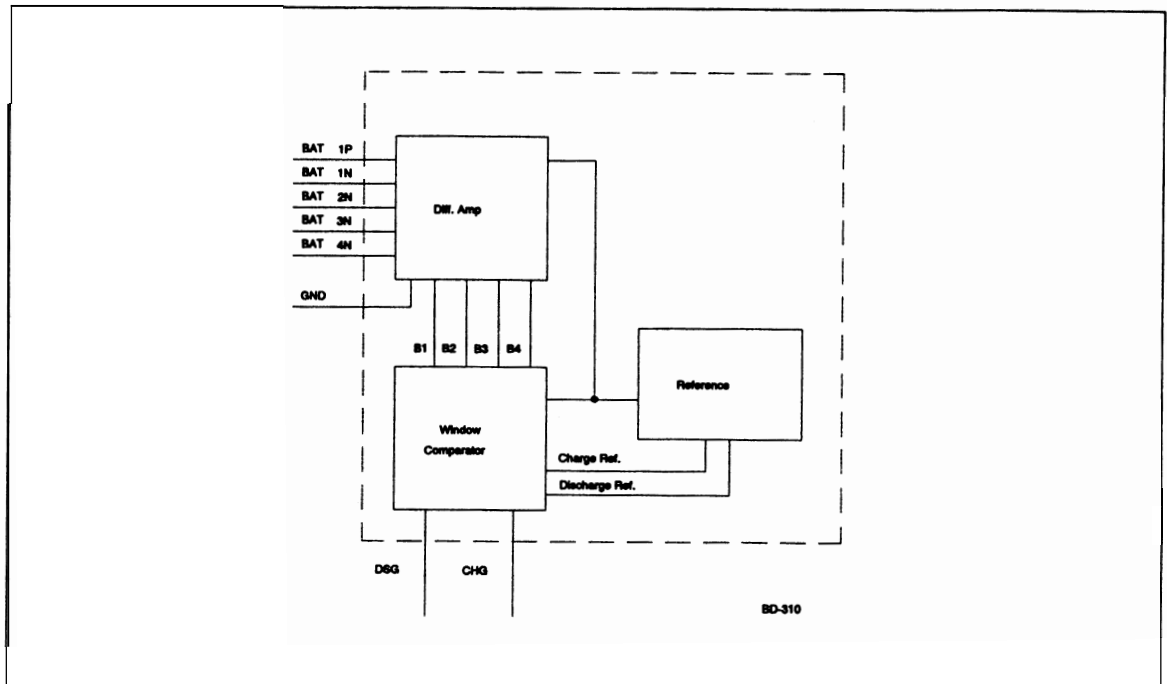 BAT 1P
BAT 1N
BAT 2N
Diff. Amp
BAT 3N
BAT 4N
GND
B1 B2 B3 B4
Reference
Window
Comparator
Charge Ref.
Discharge Ref.
DSG CHG
BD-310